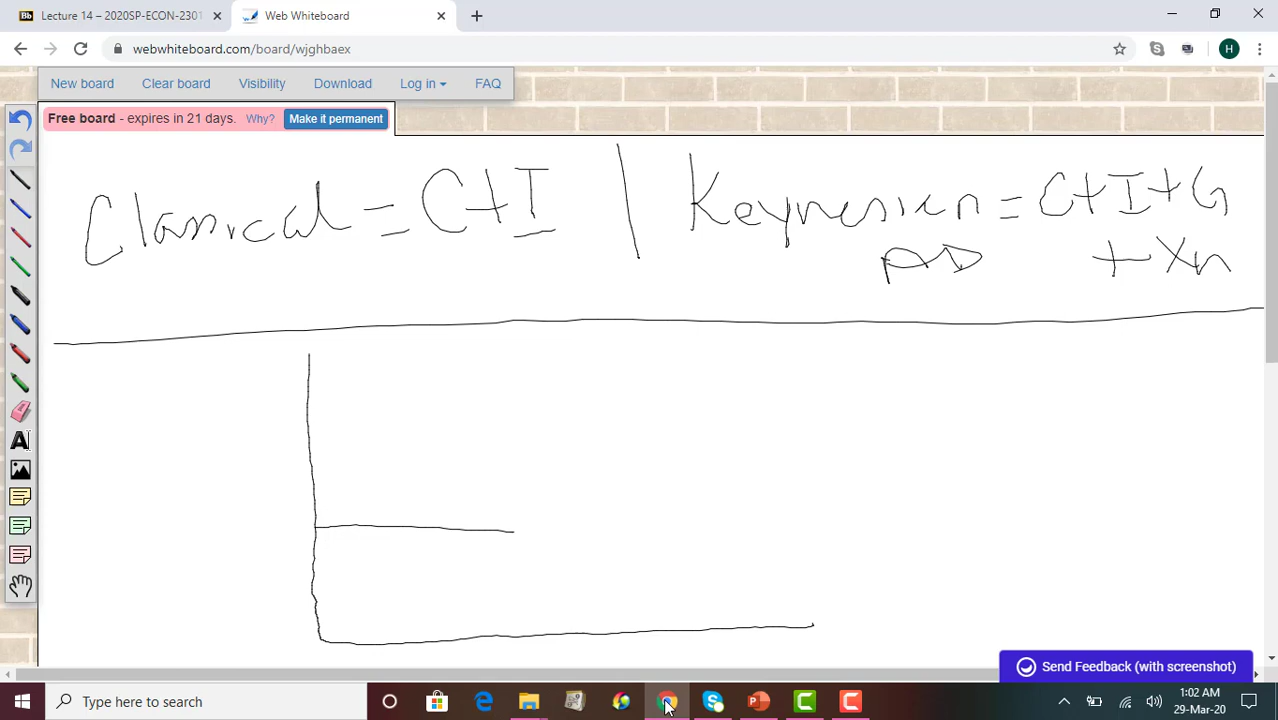 Lecture 14 – 2020SP-ECON-2301
Web Whiteboard
webwhiteboard.com/board/wjghbaex
H
New board
Clear board
Visibility
Download
Log in
FAQ
Free board - expires in 21 days.
Why?
Make it permanent
Classical = C+I
Keynesian = C+I+G
AD
+ Xn
A
Send Feedback (with screenshot)
Type here to search
1:02 AM
29-Mar-20